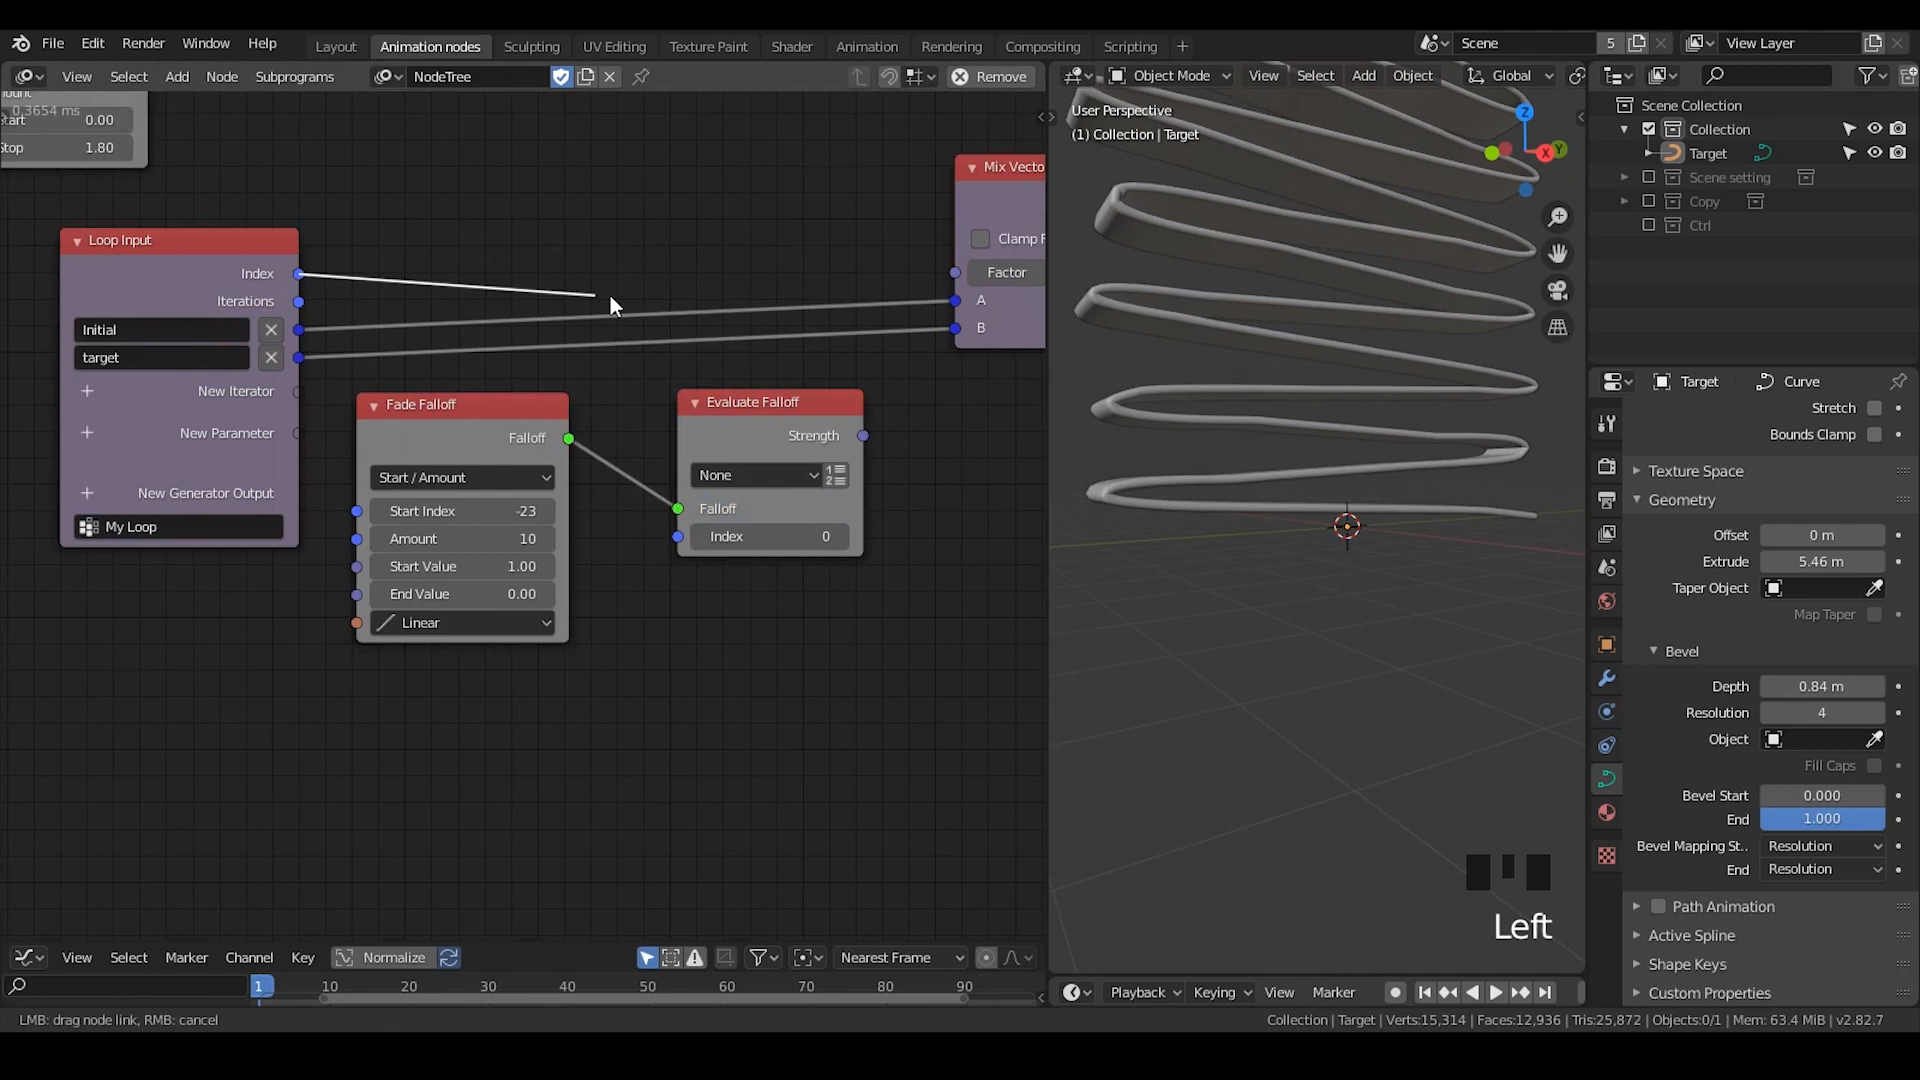 File Edit Render Window Help Layout Animation nodes Sculpting UV Editing Texture Paint Shader Animation Rendering Compositing Scripting + Scene 5 View Layer
View Select Add Node Subprograms NodeTree Remove
Object Mode View Select Add Object Global
0.3654 ms
0.00
Stop 1.80
Loop Input
Index
Iterations
Initial
target
New Iterator
New Parameter
New Generator Output
My Loop
Fade Falloff
Falloff
Start / Amount
Start Index -23
Amount 10
Start Value 1.00
End Value 0.00
Linear
Evaluate Falloff
Strength
None
Falloff
Index 0
Mix Vecto
Clamp F
Factor
A
B
User Perspective
(1) Collection | Target
Z
X
Y
Left
Scene Collection
Collection
Target
Scene setting
Copy
Ctrl
Target Curve
Stretch
Bounds Clamp
Texture Space
Geometry
Offset 0 m
Extrude 5.46 m
Taper Object
Map Taper
Bevel
Depth 0.84 m
Resolution 4
Object
Fill Caps
Bevel Start 0.000
End 1.000
Bevel Mapping St.. Resolution
End Resolution
Path Animation
Active Spline
Shape Keys
Custom Properties
View Select Marker Channel Key Normalize Nearest Frame
1 10 20 30 40 50 60 70 80 90
Playback Keying View Marker
LMB: drag node link, RMB: cancel
Collection | Target | Verts:15,314 | Faces:12,936 | Tris:25,872 | Objects:0/1 | Mem: 63.4 MiB | v2.82.7